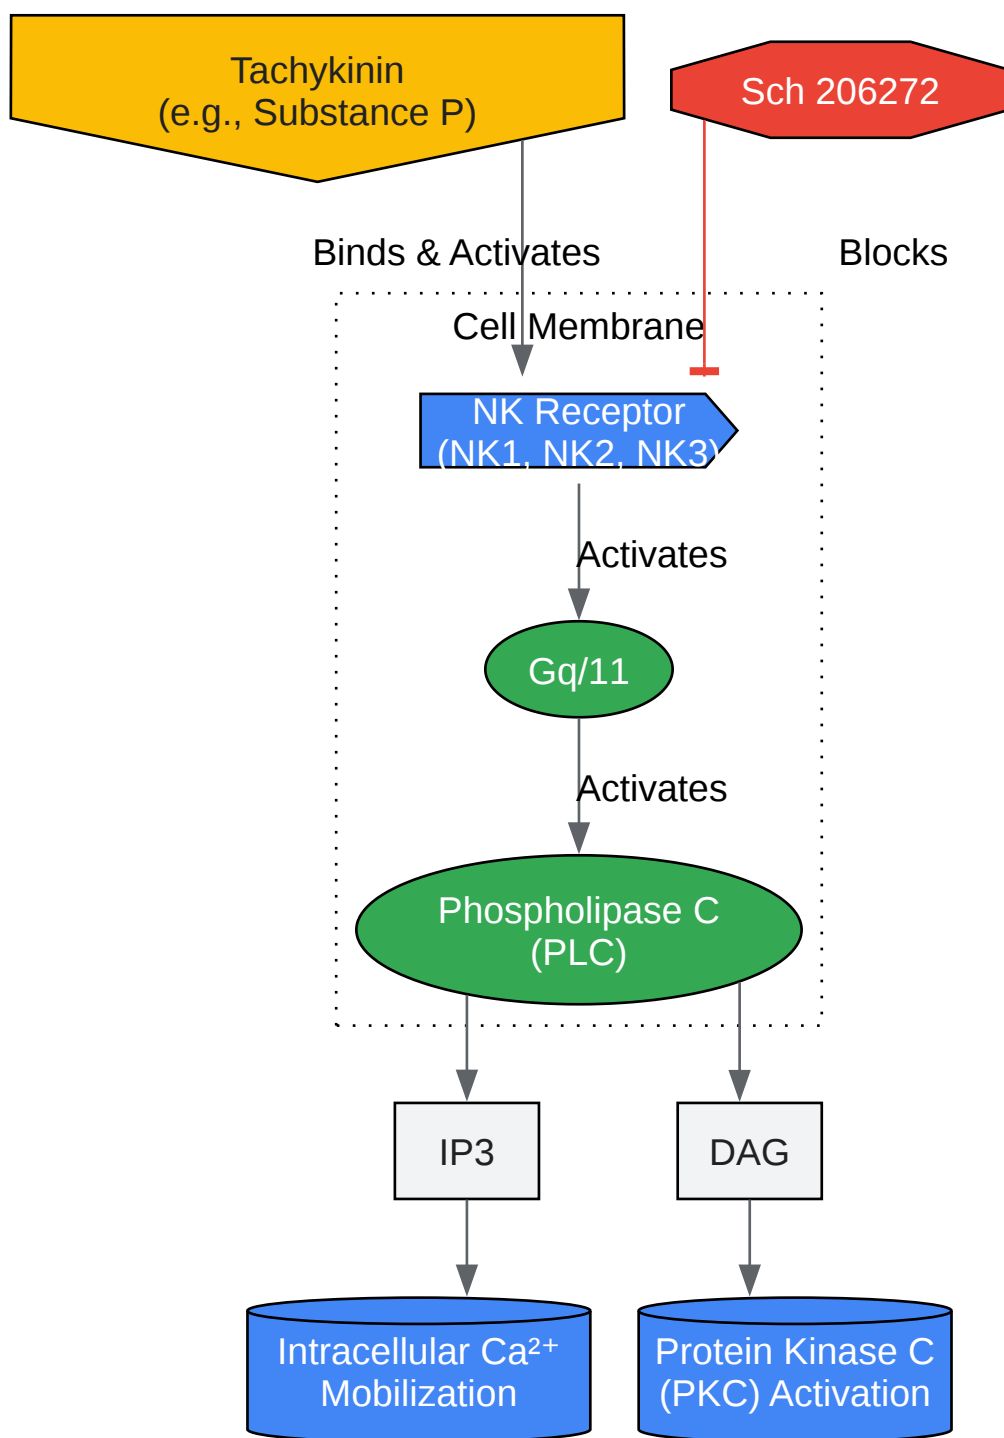 Tachykinin
(e.g., Substance P)
Sch 206272
Binds & Activates
Blocks
Cell Membrane
NK Receptor
(NK1, NK2, NK3)
Activates
Gq/11
Activates
Phospholipase C
(PLC)
IP3
DAG
Intracellular Ca²⁺
Mobilization
Protein Kinase C
(PKC) Activation